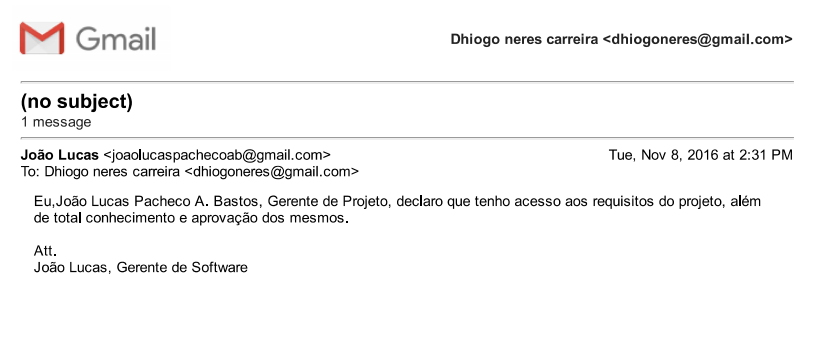 Gmail
Dhiogo neres carreira <dhiogoneres@gmail.com>
(no subject)
1 message
João Lucas <joaolucaspachecoab@gmail.com>
Tue, Nov 8, 2016 at 2:31 PM
To: Dhiogo neres carreira <dhiogoneres@gmail.com>
Eu,João Lucas Pacheco A. Bastos, Gerente de Projeto, declaro que tenho acesso aos requisitos do projeto, além
de total conhecimento e aprovação dos mesmos.
Att.
João Lucas, Gerente de Software